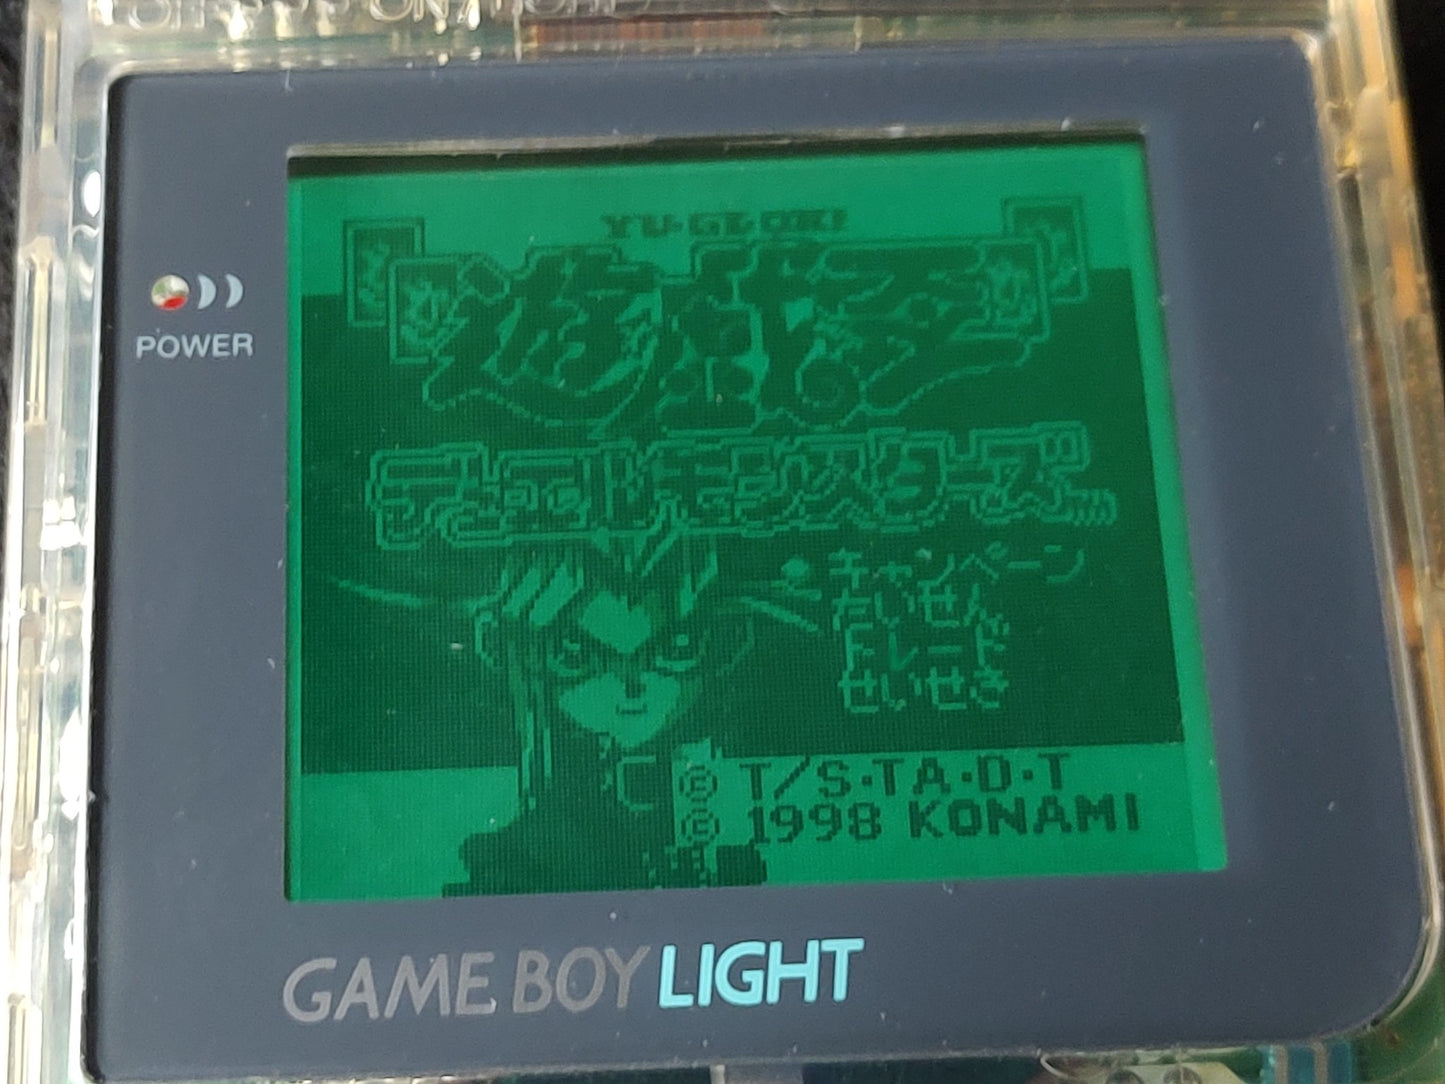 POWER
YU-GI-OH!
遊☆戯☆王
デュエルモンスターズ
キャンペーン
たいせん
トレード
せいせき
© T/S·TA·D·T
© 1998 KONAMI
GAME BOY LIGHT